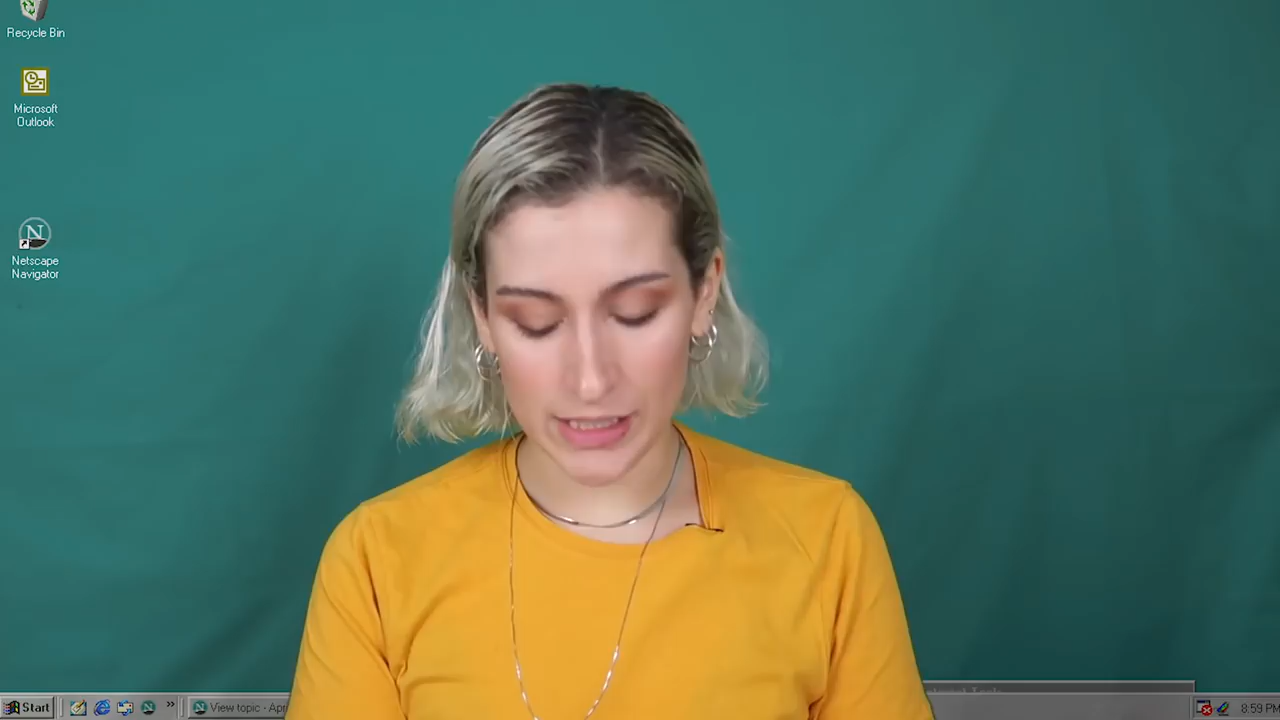 Recycle Bin
Microsoft
Outlook
Netscape
Navigator
Start
»
View topic - Apr
8:59 PM